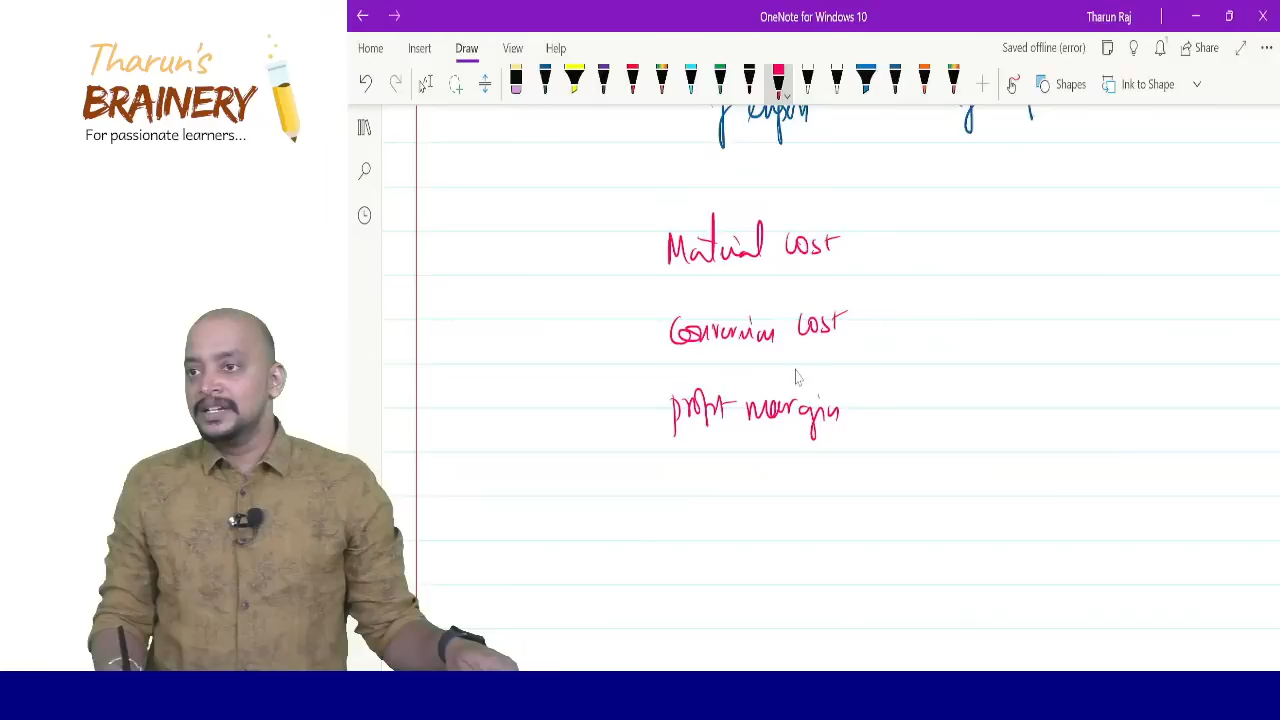 OneNote for Windows 10
Tharun Raj
Home Insert Draw View Help
Saved offline (error)
Share
Shapes
Ink to Shape
Tharun's
BRAINERY
For passionate learners...
Material cost
Conversion cost
profit margin